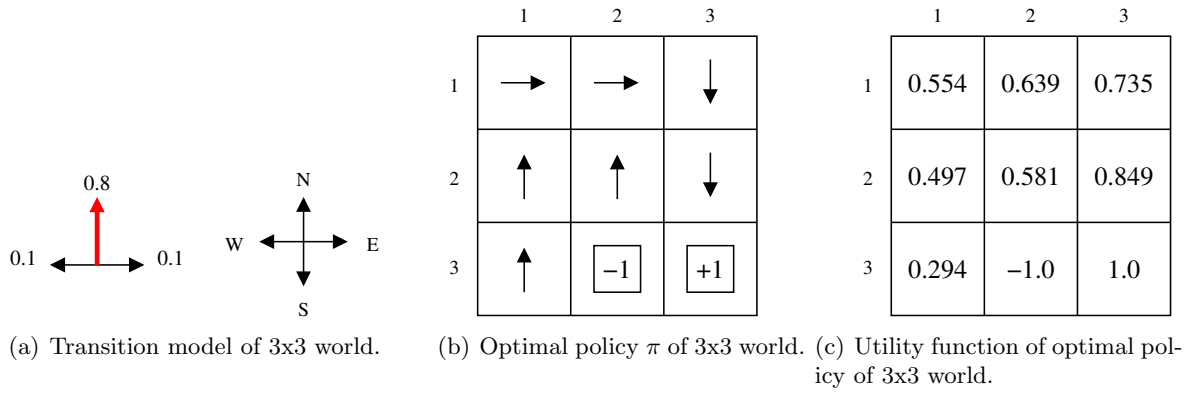 1 2 3
1
2
3
−1 +1
1 2 3
1 0.554 0.639 0.735
2 0.497 0.581 0.849
3 0.294 −1.0 1.0
0.8
0.1 0.1
N
W E
S
(a) Transition model of 3x3 world.
(b) Optimal policy π of 3x3 world.
(c) Utility function of optimal pol-
icy of 3x3 world.